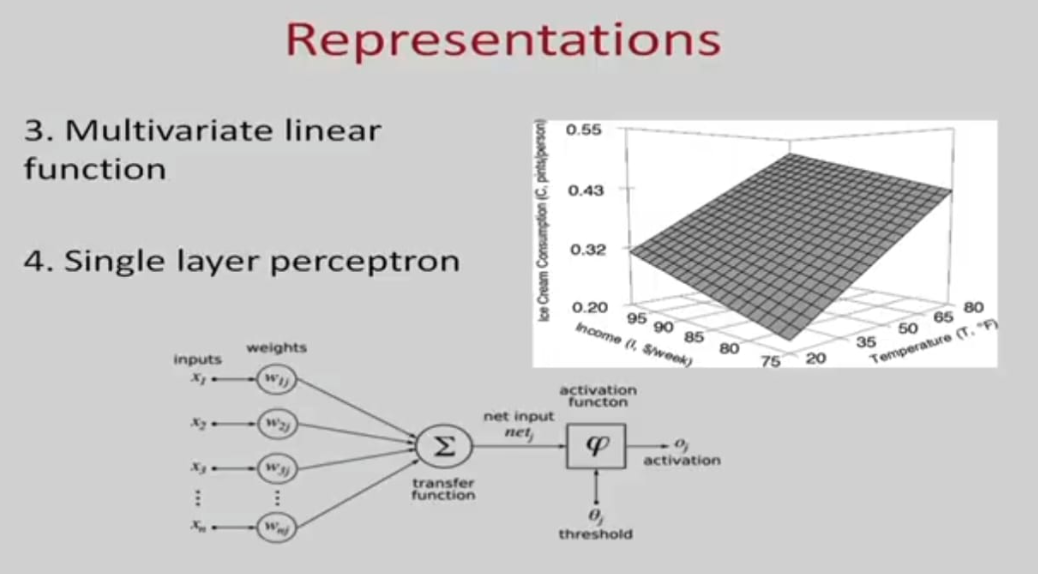 Representations
3. Multivariate linear
function
4. Single layer perceptron
Ice Cream Consumption (C, pints/person)
0.55
0.43
0.32
0.20
95
90
85
80
75
Income (I, $/week)
20
35
50
65
80
Temperature (T, °F)
inputs
weights
x1
w1j
x2
w2j
x3
w3j
⋮
⋮
xn
wnj
Σ
transfer
function
net input
netj
activation
functon
φ
oj
activation
θj
threshold